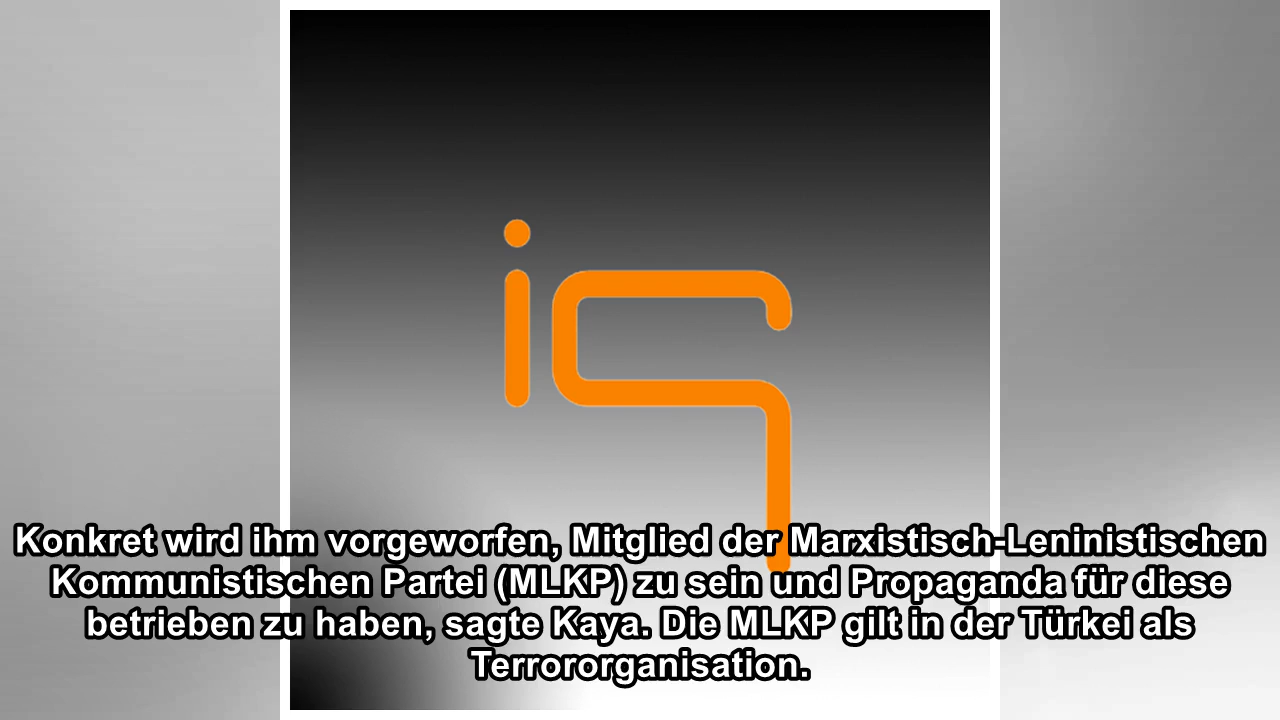 iq
Konkret wird ihm vorgeworfen, Mitglied der Marxistisch-Leninistischen
Kommunistischen Partei (MLKP) zu sein und Propaganda für diese
betrieben zu haben, sagte Kaya. Die MLKP gilt in der Türkei als
Terrororganisation.